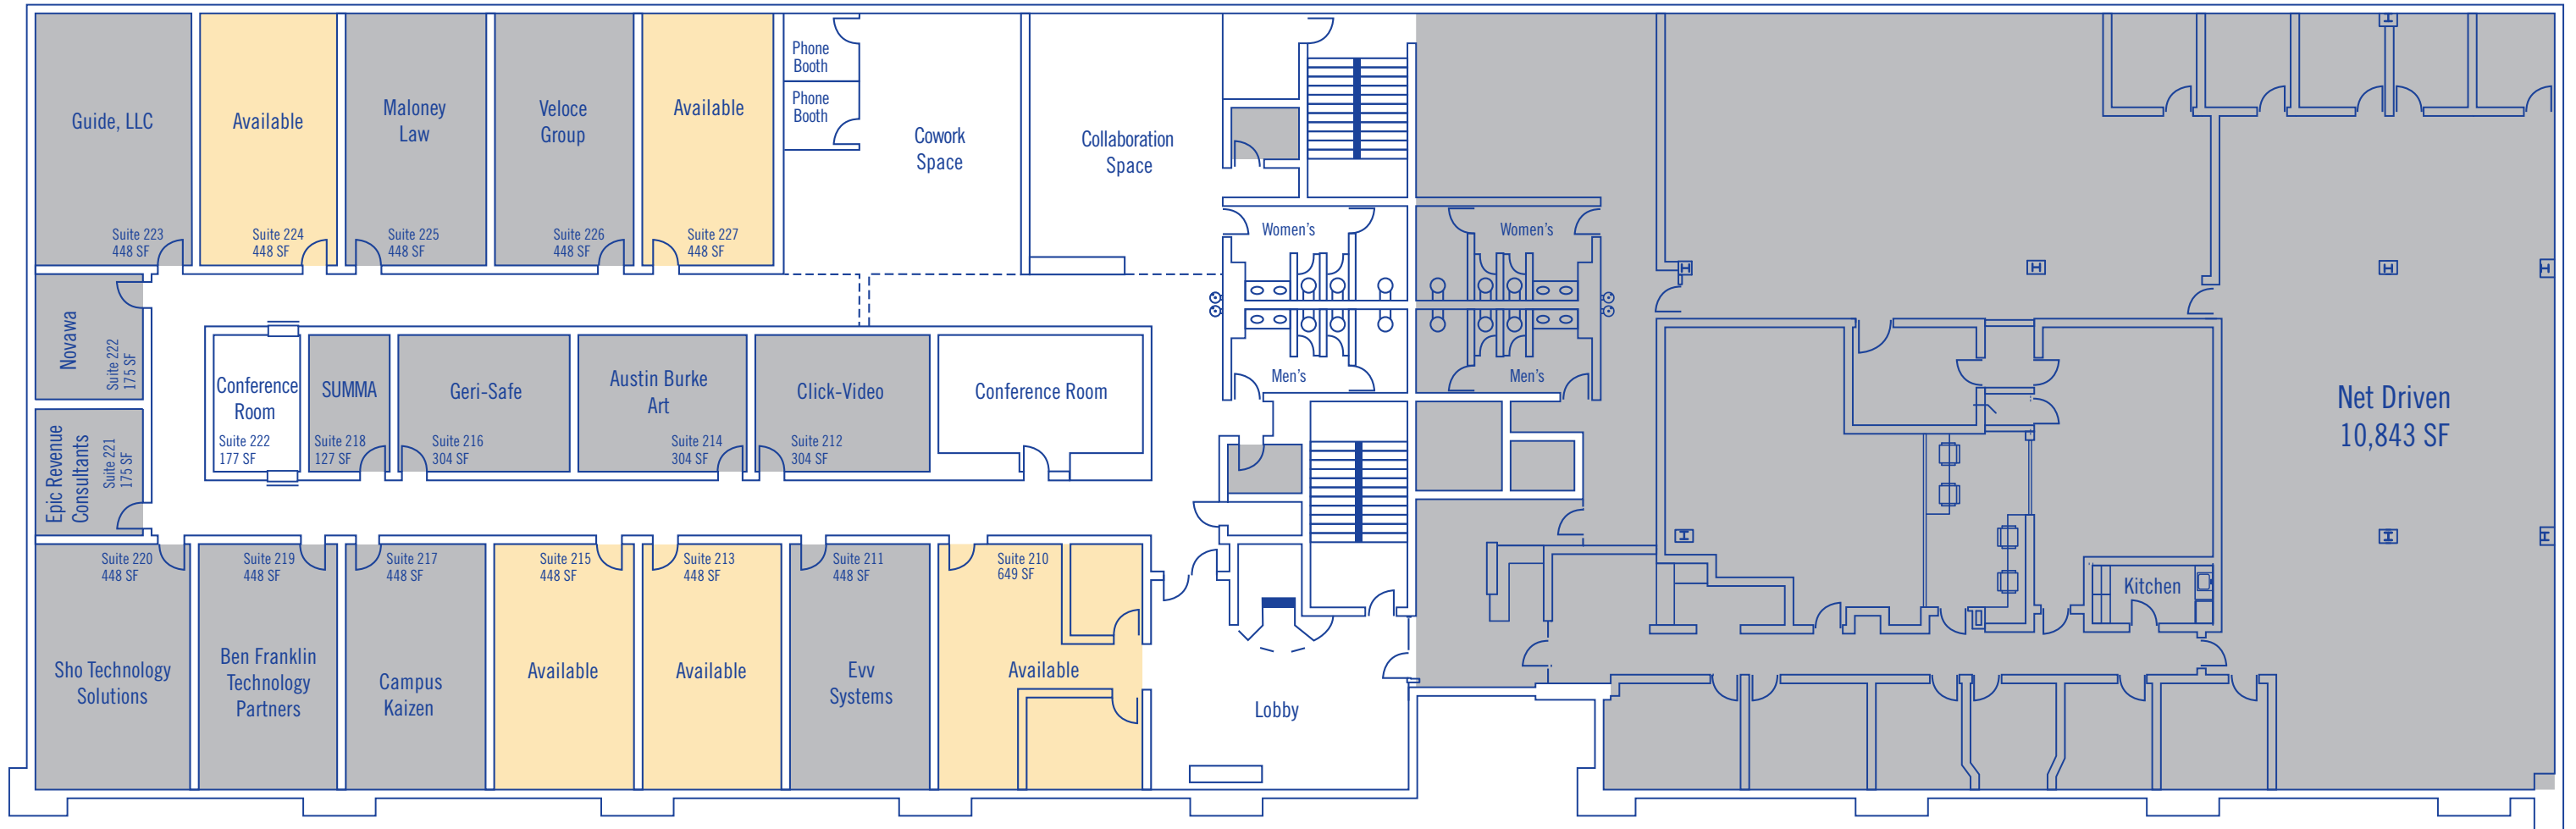 Guide, LLC
Suite 223
448 SF
Available
Suite 224
448 SF
Maloney
Law
Suite 225
448 SF
Veloce
Group
Suite 226
448 SF
Available
Suite 227
448 SF
Phone
Booth
Phone
Booth
Cowork
Space
Collaboration
Space
Women's
Men's
Women's
Men's
Novawa
Suite 222
175 SF
Epic Revenue
Consultants
Suite 221
175 SF
Conference
Room
Suite 222
177 SF
SUMMA
Suite 218
127 SF
Geri-Safe
Suite 216
304 SF
Austin Burke
Art
Suite 214
304 SF
Click-Video
Suite 212
304 SF
Conference Room
Net Driven
10,843 SF
Kitchen
Suite 220
448 SF
Sho Technology
Solutions
Suite 219
448 SF
Ben Franklin
Technology
Partners
Suite 217
448 SF
Campus
Kaizen
Suite 215
448 SF
Available
Suite 213
448 SF
Available
Suite 211
448 SF
Evv
Systems
Suite 210
649 SF
Available
Lobby